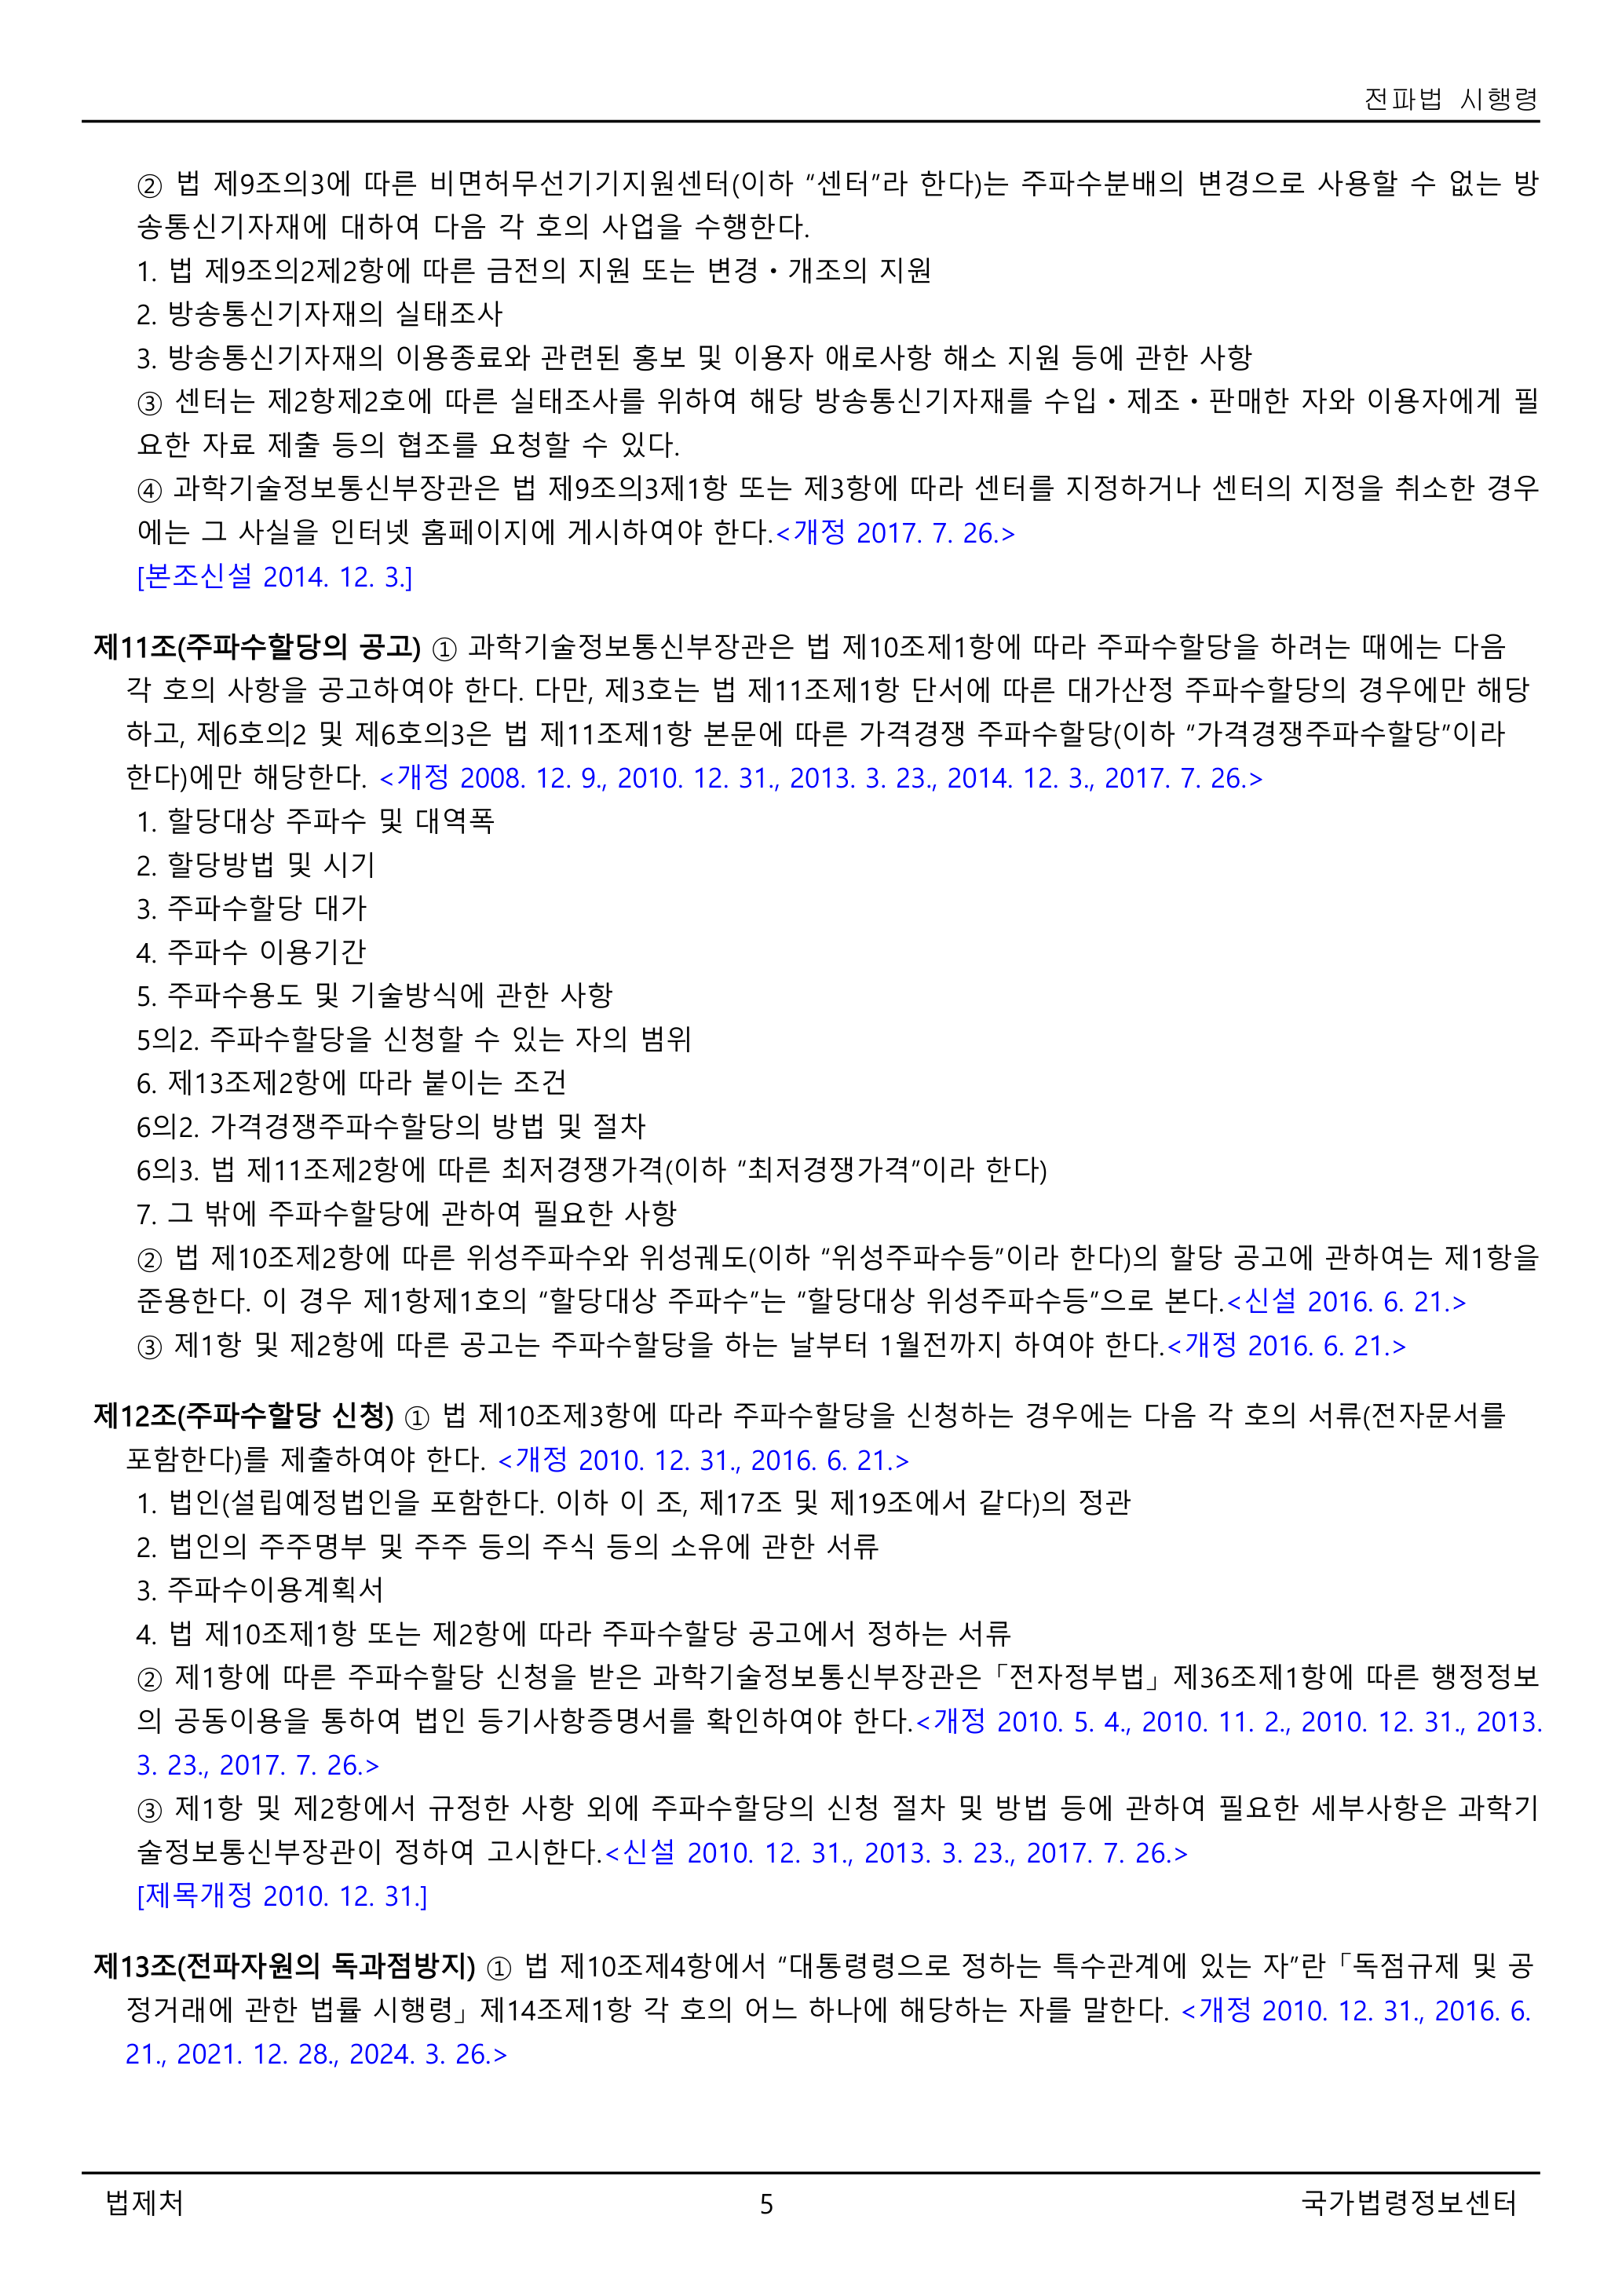 전파법 시행령
② 법 제9조의3에 따른 비면허무선기기지원센터(이하 “센터”라 한다)는 주파수분배의 변경으로 사용할 수 없는 방
송통신기자재에 대하여 다음 각 호의 사업을 수행한다.
1. 법 제9조의2제2항에 따른 금전의 지원 또는 변경•개조의 지원
2. 방송통신기자재의 실태조사
3. 방송통신기자재의 이용종료와 관련된 홍보 및 이용자 애로사항 해소 지원 등에 관한 사항
③ 센터는 제2항제2호에 따른 실태조사를 위하여 해당 방송통신기자재를 수입•제조•판매한 자와 이용자에게 필
요한 자료 제출 등의 협조를 요청할 수 있다.
④ 과학기술정보통신부장관은 법 제9조의3제1항 또는 제3항에 따라 센터를 지정하거나 센터의 지정을 취소한 경우
에는 그 사실을 인터넷 홈페이지에 게시하여야 한다.<개정 2017. 7. 26.>
[본조신설 2014. 12. 3.]
제11조(주파수할당의 공고) ① 과학기술정보통신부장관은 법 제10조제1항에 따라 주파수할당을 하려는 때에는 다음
각 호의 사항을 공고하여야 한다. 다만, 제3호는 법 제11조제1항 단서에 따른 대가산정 주파수할당의 경우에만 해당
하고, 제6호의2 및 제6호의3은 법 제11조제1항 본문에 따른 가격경쟁 주파수할당(이하 “가격경쟁주파수할당”이라
한다)에만 해당한다. <개정 2008. 12. 9., 2010. 12. 31., 2013. 3. 23., 2014. 12. 3., 2017. 7. 26.>
1. 할당대상 주파수 및 대역폭
2. 할당방법 및 시기
3. 주파수할당 대가
4. 주파수 이용기간
5. 주파수용도 및 기술방식에 관한 사항
5의2. 주파수할당을 신청할 수 있는 자의 범위
6. 제13조제2항에 따라 붙이는 조건
6의2. 가격경쟁주파수할당의 방법 및 절차
6의3. 법 제11조제2항에 따른 최저경쟁가격(이하 “최저경쟁가격”이라 한다)
7. 그 밖에 주파수할당에 관하여 필요한 사항
② 법 제10조제2항에 따른 위성주파수와 위성궤도(이하 “위성주파수등”이라 한다)의 할당 공고에 관하여는 제1항을
준용한다. 이 경우 제1항제1호의 “할당대상 주파수”는 “할당대상 위성주파수등”으로 본다.<신설 2016. 6. 21.>
③ 제1항 및 제2항에 따른 공고는 주파수할당을 하는 날부터 1월전까지 하여야 한다.<개정 2016. 6. 21.>
제12조(주파수할당 신청) ① 법 제10조제3항에 따라 주파수할당을 신청하는 경우에는 다음 각 호의 서류(전자문서를
포함한다)를 제출하여야 한다. <개정 2010. 12. 31., 2016. 6. 21.>
1. 법인(설립예정법인을 포함한다. 이하 이 조, 제17조 및 제19조에서 같다)의 정관
2. 법인의 주주명부 및 주주 등의 주식 등의 소유에 관한 서류
3. 주파수이용계획서
4. 법 제10조제1항 또는 제2항에 따라 주파수할당 공고에서 정하는 서류
② 제1항에 따른 주파수할당 신청을 받은 과학기술정보통신부장관은 「전자정부법」 제36조제1항에 따른 행정정보
의 공동이용을 통하여 법인 등기사항증명서를 확인하여야 한다.<개정 2010. 5. 4., 2010. 11. 2., 2010. 12. 31., 2013.
3. 23., 2017. 7. 26.>
③ 제1항 및 제2항에서 규정한 사항 외에 주파수할당의 신청 절차 및 방법 등에 관하여 필요한 세부사항은 과학기
술정보통신부장관이 정하여 고시한다.<신설 2010. 12. 31., 2013. 3. 23., 2017. 7. 26.>
[제목개정 2010. 12. 31.]
제13조(전파자원의 독과점방지) ① 법 제10조제4항에서 “대통령령으로 정하는 특수관계에 있는 자”란 「독점규제 및 공
정거래에 관한 법률 시행령」 제14조제1항 각 호의 어느 하나에 해당하는 자를 말한다. <개정 2010. 12. 31., 2016. 6.
21., 2021. 12. 28., 2024. 3. 26.>
법제처
5
국가법령정보센터